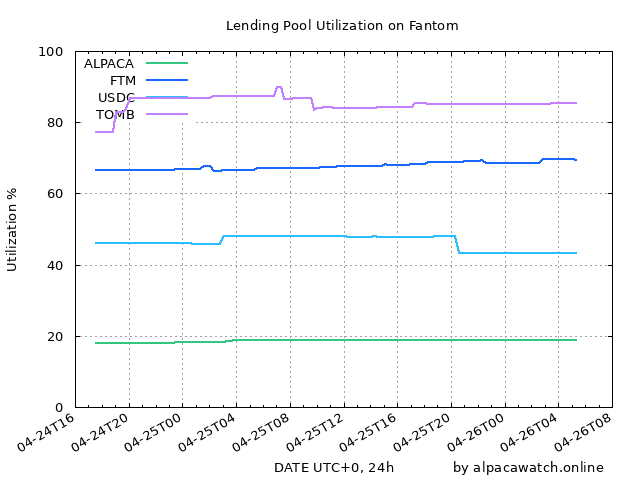 Lending Pool Utilization on Fantom
100
80
60
40
20
0
Utilization %
ALPACA
FTM
USDC
TOMB
04-24T16
04-24T20
04-25T00
04-25T04
04-25T08
04-25T12
04-25T16
04-25T20
04-26T00
04-26T04
04-26T08
DATE UTC+0, 24h
by alpacawatch.online